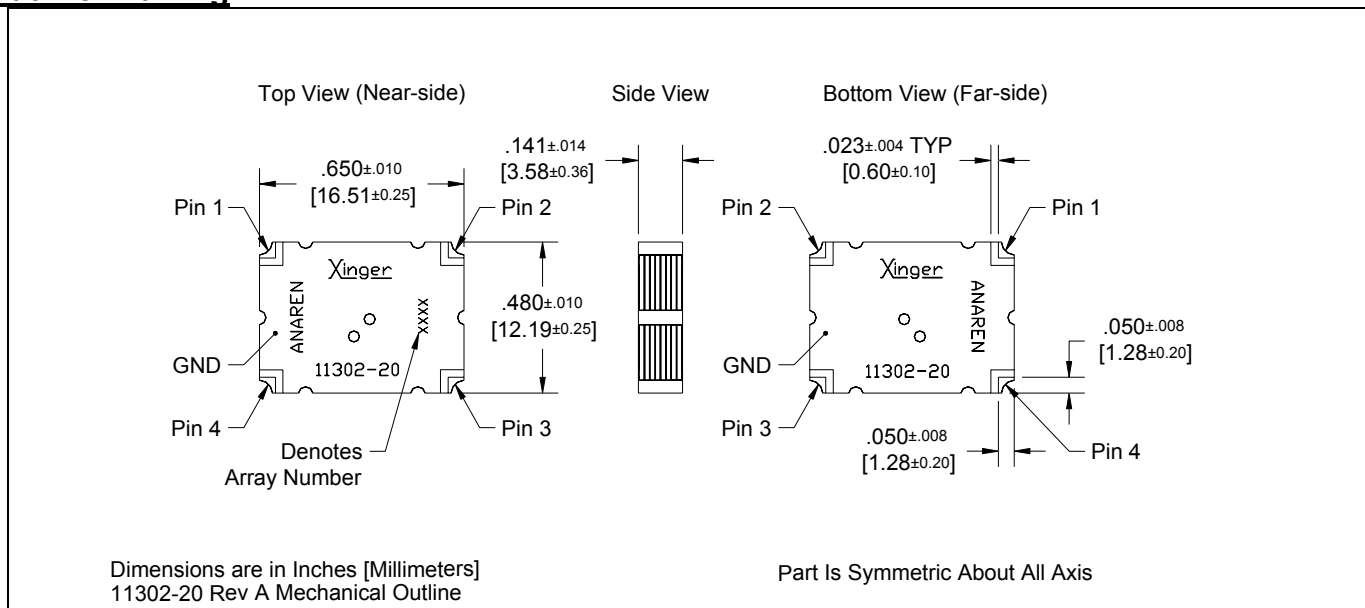 Top View (Near-side)
Side View
Bottom View (Far-side)
.650±.010
[16.51±0.25]
.141±.014
[3.58±0.36]
.023±.004 TYP
[0.60±0.10]
Pin 1
Pin 2
Pin 2
Pin 1
Xinger
ANAREN
xxxx
11302-20
.480±.010
[12.19±0.25]
Xinger
ANAREN
11302-20
.050±.008
[1.28±0.20]
GND
GND
Pin 4
Pin 3
Denotes
Array Number
Pin 3
.050±.008
[1.28±0.20]
Pin 4
Dimensions are in Inches [Millimeters]
11302-20 Rev A Mechanical Outline
Part Is Symmetric About All Axis